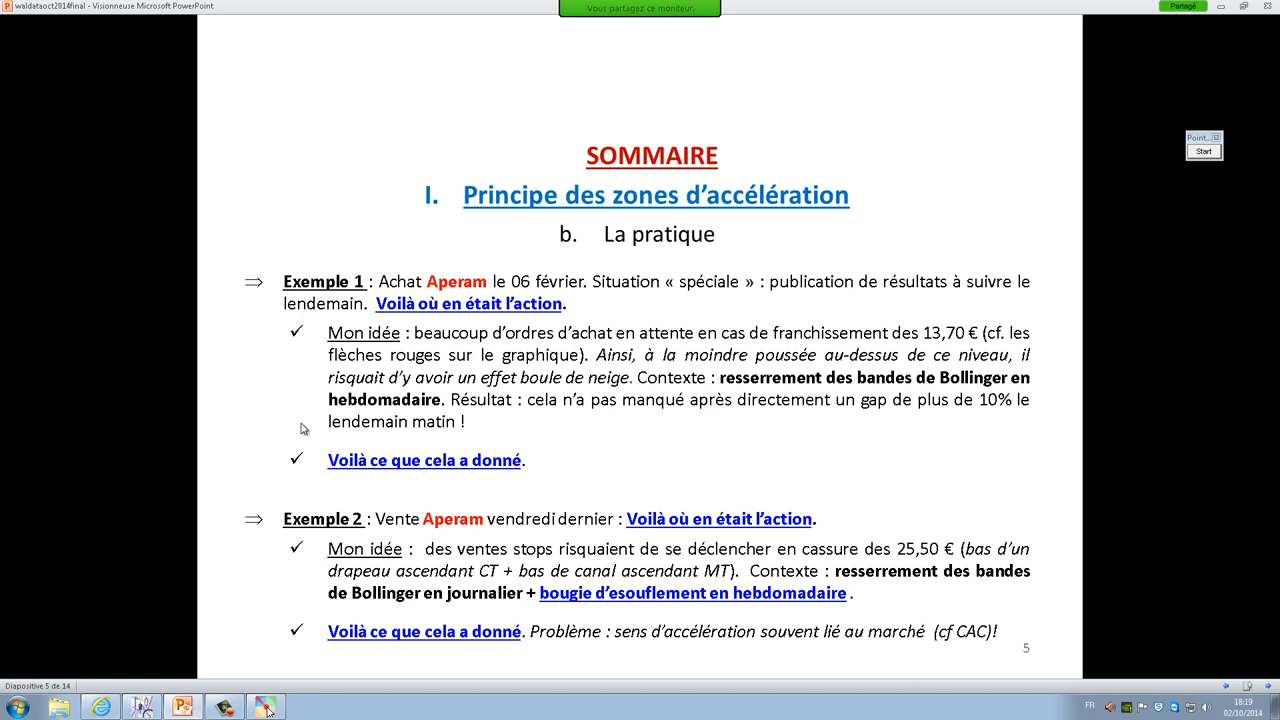 waldataoct2014final - Visionneuse Microsoft PowerPoint
Vous partagez ce moniteur.
Partagé
Point...
Start
SOMMAIRE
I. Principe des zones d’accélération
b. La pratique
⇒ Exemple 1 : Achat Aperam le 06 février. Situation « spéciale » : publication de résultats à suivre le
lendemain. Voilà où en était l’action.
✓ Mon idée : beaucoup d’ordres d’achat en attente en cas de franchissement des 13,70 € (cf. les
flèches rouges sur le graphique). Ainsi, à la moindre poussée au-dessus de ce niveau, il
risquait d’y avoir un effet boule de neige. Contexte : resserrement des bandes de Bollinger en
hebdomadaire. Résultat : cela n’a pas manqué après directement un gap de plus de 10% le
lendemain matin !
✓ Voilà ce que cela a donné.
⇒ Exemple 2 : Vente Aperam vendredi dernier : Voilà où en était l’action.
✓ Mon idée : des ventes stops risquaient de se déclencher en cassure des 25,50 € (bas d’un
drapeau ascendant CT + bas de canal ascendant MT). Contexte : resserrement des bandes
de Bollinger en journalier + bougie d’esouflement en hebdomadaire .
✓ Voilà ce que cela a donné. Problème : sens d’accélération souvent lié au marché (cf CAC)!
5
Diapositive 5 de 14
FR
18:19
02/10/2014